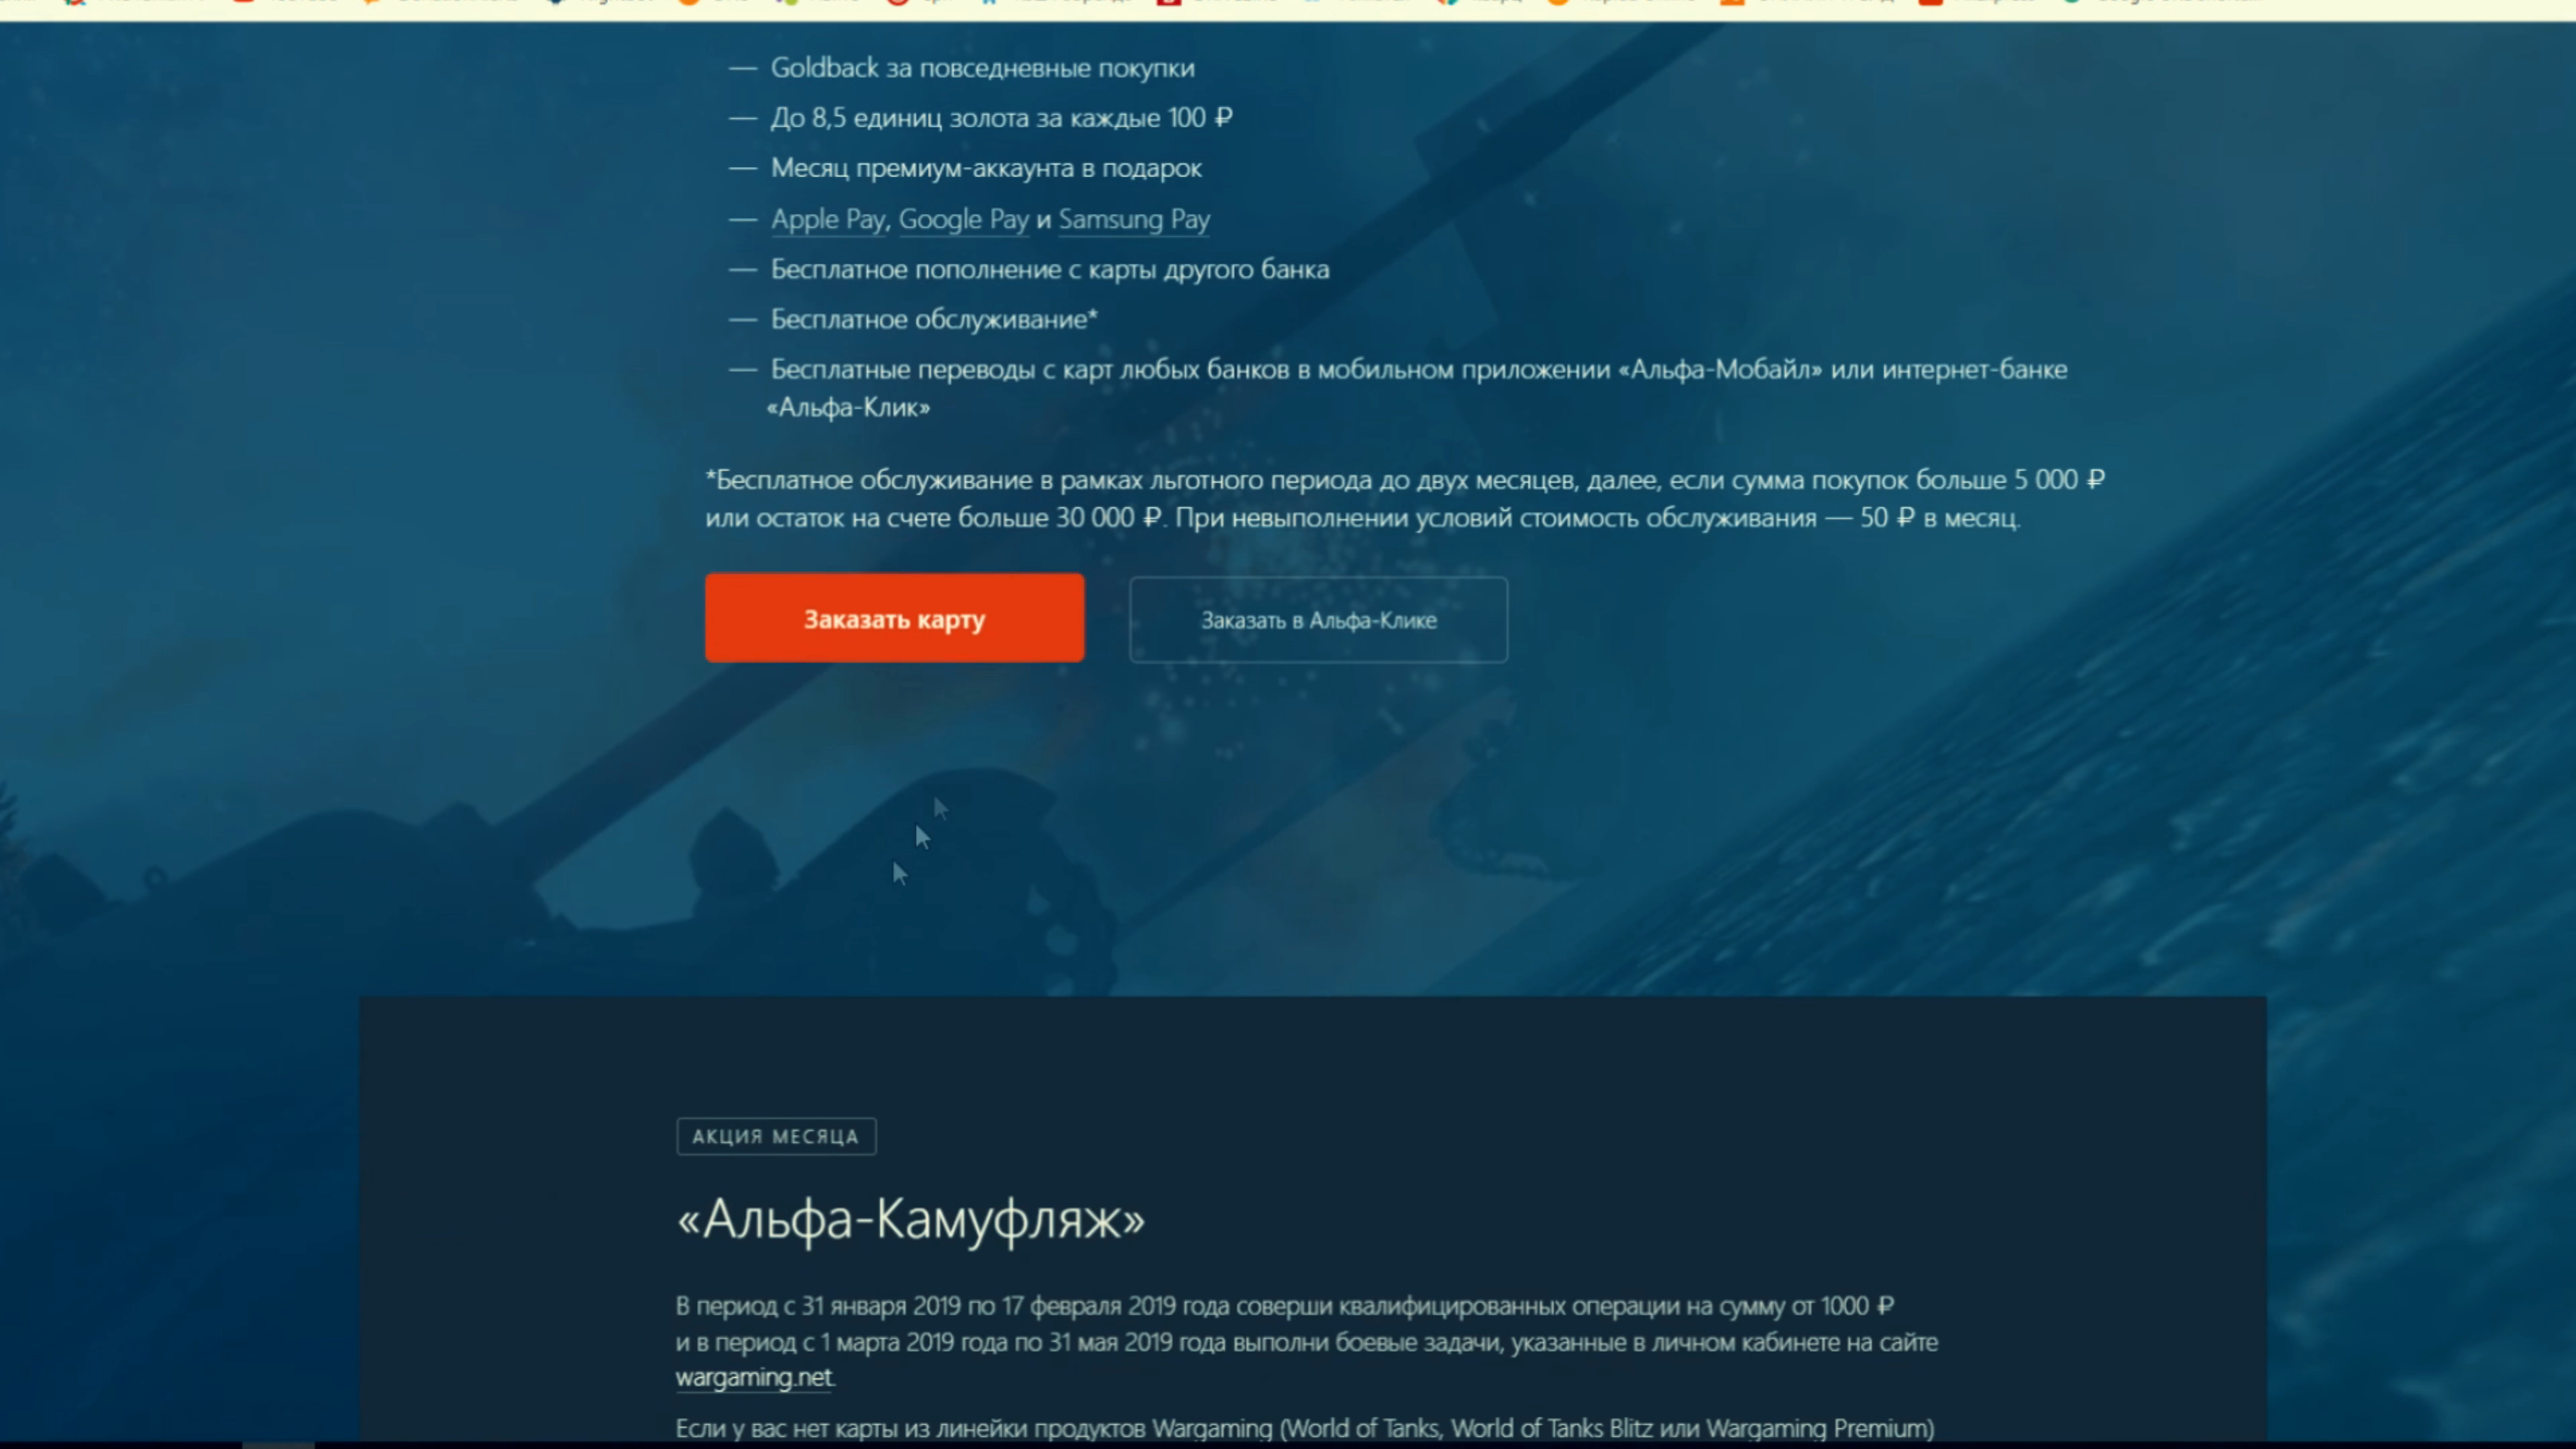 — Goldback за повседневные покупки
— До 8,5 единиц золота за каждые 100 ₽
— Месяц премиум-аккаунта в подарок
— Apple Pay, Google Pay и Samsung Pay
— Бесплатное пополнение с карты другого банка
— Бесплатное обслуживание*
— Бесплатные переводы с карт любых банков в мобильном приложении «Альфа-Мобайл» или интернет-банке
«Альфа-Клик»
*Бесплатное обслуживание в рамках льготного периода до двух месяцев, далее, если сумма покупок больше 5 000 ₽
или остаток на счете больше 30 000 ₽. При невыполнении условий стоимость обслуживания — 50 ₽ в месяц.
Заказать карту
Заказать в Альфа-Клике
АКЦИЯ МЕСЯЦА
«Альфа-Камуфляж»
В период с 31 января 2019 по 17 февраля 2019 года соверши квалифицированных операции на сумму от 1000 ₽
и в период с 1 марта 2019 года по 31 мая 2019 года выполни боевые задачи, указанные в личном кабинете на сайте
wargaming.net.
Если у вас нет карты из линейки продуктов Wargaming (World of Tanks, World of Tanks Blitz или Wargaming Premium)